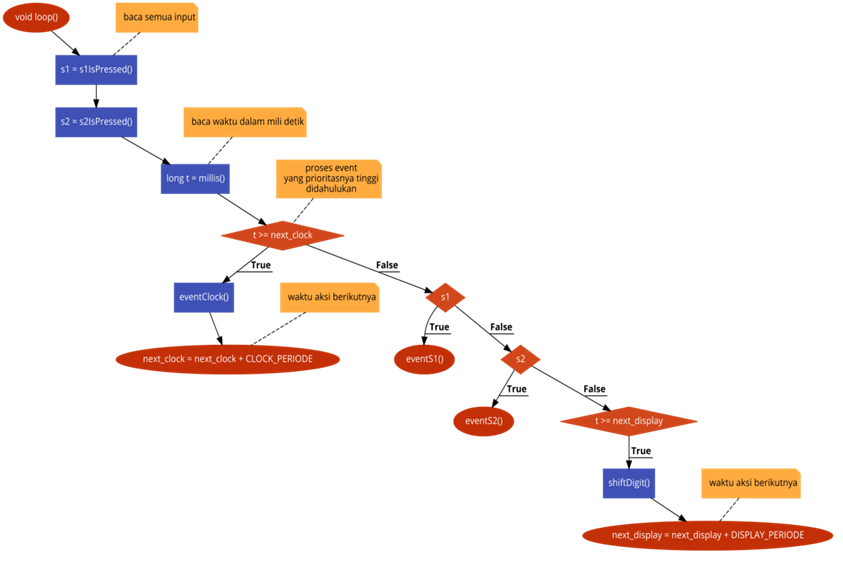 void loop()
baca semua input
s1 = s1IsPressed()
s2 = s2IsPressed()
baca waktu dalam mili detik
long t = millis()
proses event
yang prioritasnya tinggi
didahulukan
t >= next_clock
True
False
eventClock()
waktu aksi berikutnya
s1
next_clock = next_clock + CLOCK_PERIODE
True
False
eventS1()
s2
True
False
eventS2()
t >= next_display
True
shiftDigit()
waktu aksi berikutnya
next_display = next_display + DISPLAY_PERIODE